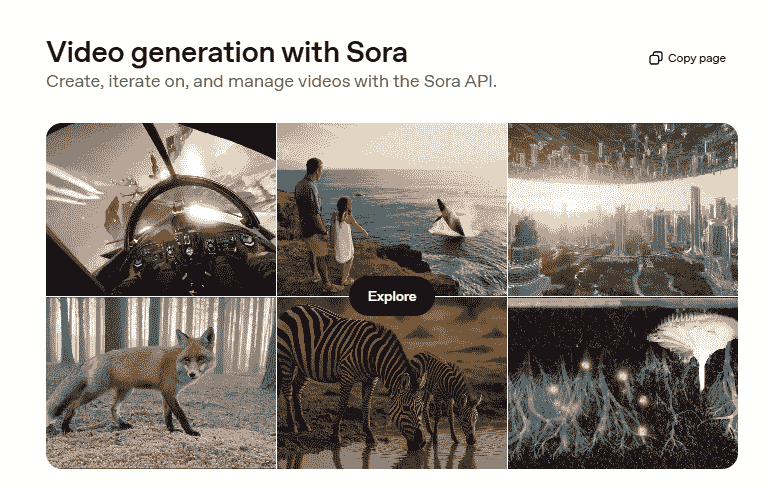 Video generation with Sora
Copy page
Create, iterate on, and manage videos with the Sora API.
Explore